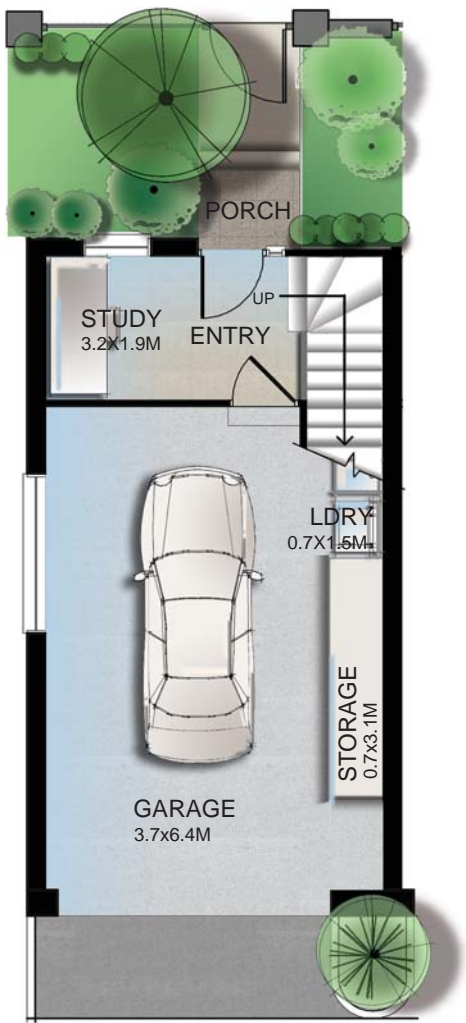 PORCH
STUDY
3.2X1.9M
ENTRY
UP
LDRY
0.7X1.5M
STORAGE
0.7x3.1M
GARAGE
3.7x6.4M